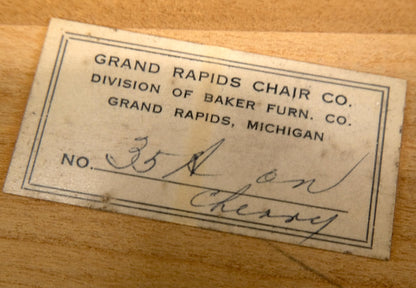 GRAND RAPIDS CHAIR CO.
DIVISION OF BAKER FURN. CO.
GRAND RAPIDS, MICHIGAN
NO. 35A on
Cherry